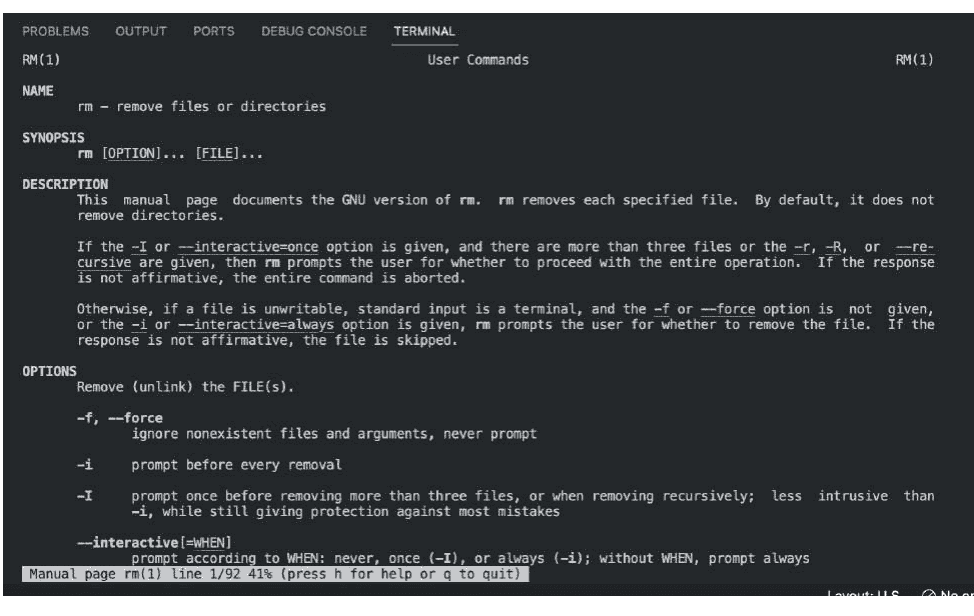 PROBLEMS OUTPUT PORTS DEBUG CONSOLE TERMINAL
RM(1) User Commands RM(1)
NAME
rm – remove files or directories
SYNOPSIS
rm [OPTION]... [FILE]...
DESCRIPTION
This manual page documents the GNU version of rm. rm removes each specified file. By default, it does not
remove directories.
If the –I or ––interactive=once option is given, and there are more than three files or the –r, –R, or ––re-
cursive are given, then rm prompts the user for whether to proceed with the entire operation. If the response
is not affirmative, the entire command is aborted.
Otherwise, if a file is unwritable, standard input is a terminal, and the –f or ––force option is not given,
or the –i or ––interactive=always option is given, rm prompts the user for whether to remove the file. If the
response is not affirmative, the file is skipped.
OPTIONS
Remove (unlink) the FILE(s).
–f, ––force
ignore nonexistent files and arguments, never prompt
–i prompt before every removal
–I prompt once before removing more than three files, or when removing recursively; less intrusive than
–i, while still giving protection against most mistakes
––interactive[=WHEN]
prompt according to WHEN: never, once (–I), or always (–i); without WHEN, prompt always
Manual page rm(1) line 1/92 41% (press h for help or q to quit)